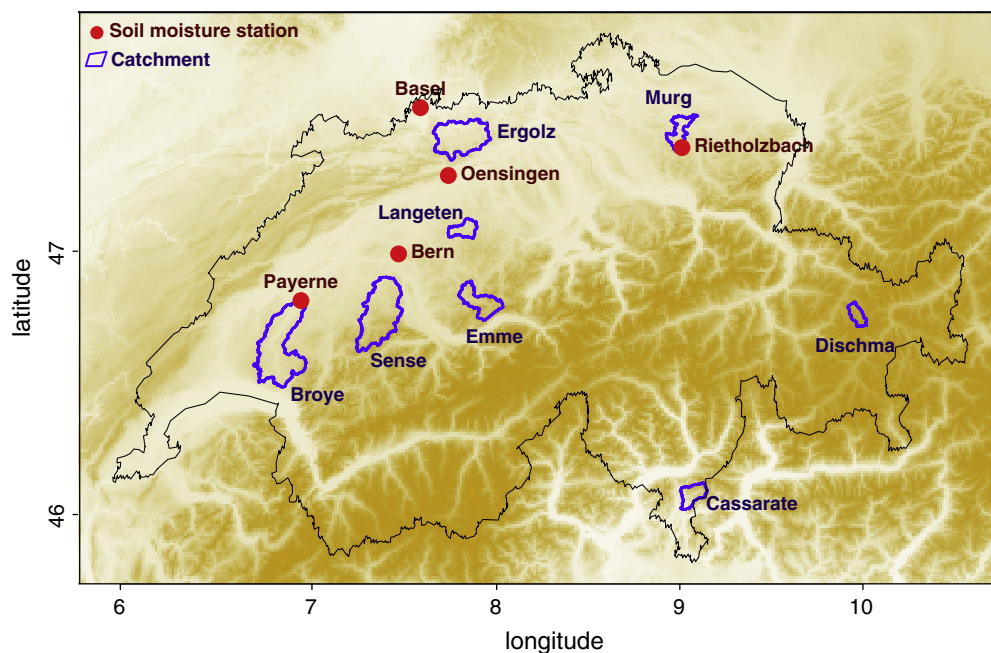 Soil moisture station
Catchment
Basel
Murg
Ergolz
Rietholzbach
Oensingen
Langeten
Bern
Payerne
Emme
Sense
Dischma
Broye
Cassarate
47
46
latitude
6 7 8 9 10
longitude